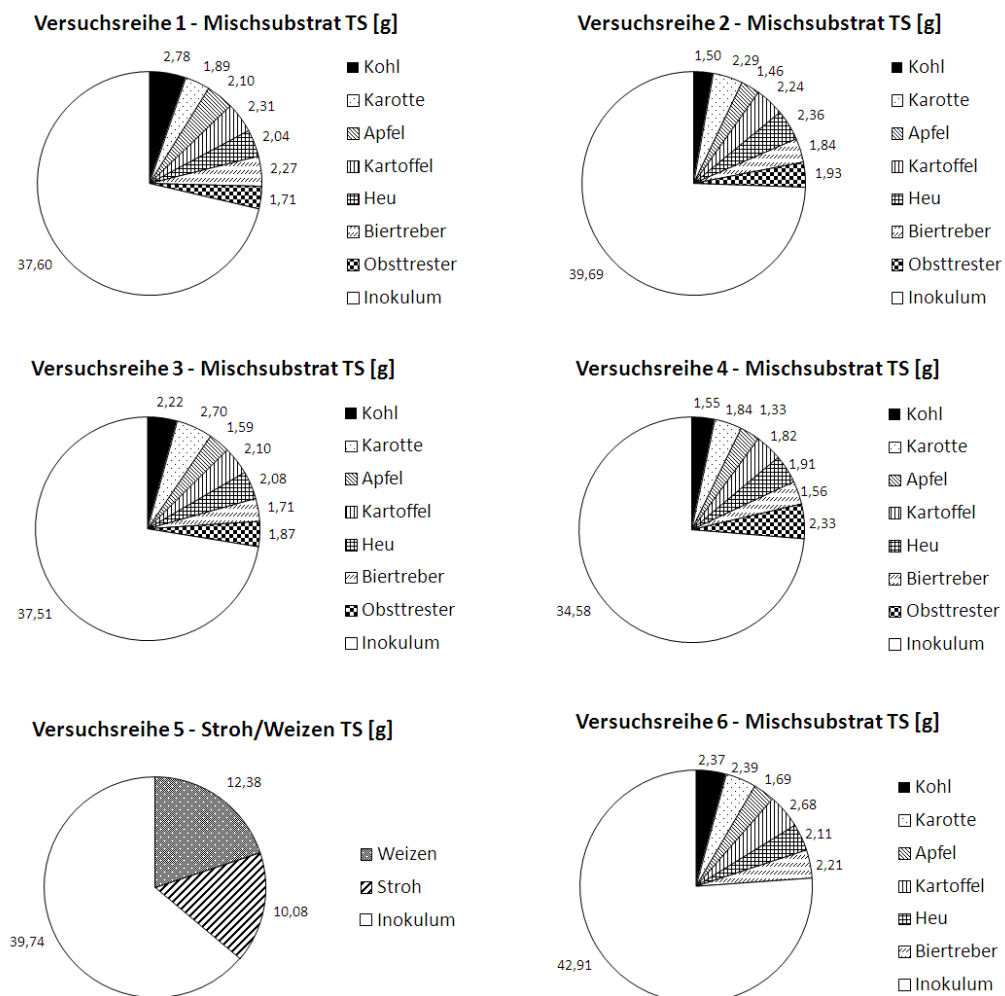 Versuchsreihe 1 - Mischsubstrat TS [g]
2,78
1,89
2,10
2,31
2,04
2,27
1,71
37,60
Kohl
Karotte
Apfel
Kartoffel
Heu
Biertreber
Obsttrester
Inokulum
Versuchsreihe 2 - Mischsubstrat TS [g]
1,50
2,29
1,46
2,24
2,36
1,84
1,93
39,69
Kohl
Karotte
Apfel
Kartoffel
Heu
Biertreber
Obsttrester
Inokulum
Versuchsreihe 3 - Mischsubstrat TS [g]
2,22
2,70
1,59
2,10
2,08
1,71
1,87
37,51
Kohl
Karotte
Apfel
Kartoffel
Heu
Biertreber
Obsttrester
Inokulum
Versuchsreihe 4 - Mischsubstrat TS [g]
1,55
1,84
1,33
1,82
1,91
1,56
2,33
34,58
Kohl
Karotte
Apfel
Kartoffel
Heu
Biertreber
Obsttrester
Inokulum
Versuchsreihe 5 - Stroh/Weizen TS [g]
12,38
10,08
39,74
Weizen
Stroh
Inokulum
Versuchsreihe 6 - Mischsubstrat TS [g]
2,37
2,39
1,69
2,68
2,11
2,21
42,91
Kohl
Karotte
Apfel
Kartoffel
Heu
Biertreber
Inokulum